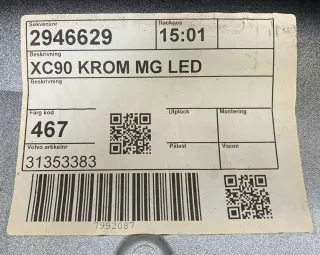 Sekvensnr Rackpos
2946629 15:01
Beskrivning
XC90 KROM MG LED
Beskrivning
Färg kod Utplock Montering
467
Volvo artikelnr Palast Vision
31353383
7992087